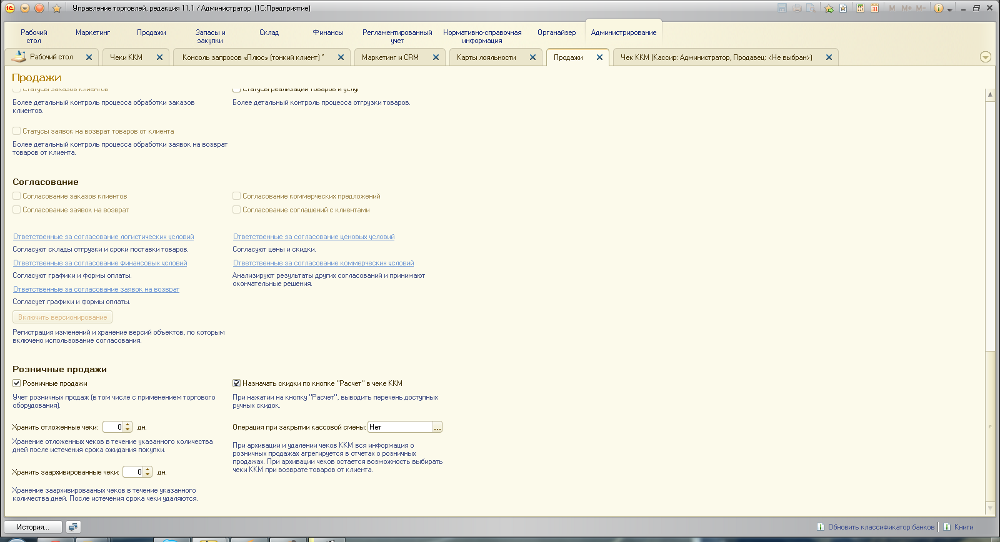 Управление торговлей, редакция 11.1 / Администратор (1С:Предприятие)
M M+ M-
Рабочий стол
Маркетинг
Продажи
Запасы и закупки
Склад
Финансы
Регламентированный учет
Нормативно-справочная информация
Органайзер
Администрирование
Рабочий стол
Чеки ККМ
Консоль запросов «Плюс» (тонкий клиент) *
Маркетинг и CRM
Карты лояльности
Продажи
Чек ККМ (Кассир: Администратор, Продавец: <Не выбран>)
Продажи
Статусы заказов клиентов
Статусы реализации товаров и услуг
Более детальный контроль процесса обработки заказов
клиентов.
Более детальный контроль процесса отгрузки товаров.
Статусы заявок на возврат товаров от клиента
Более детальный контроль процесса обработки заявок на возврат
товаров от клиента.
Согласование
Согласование заказов клиентов
Согласование коммерческих предложений
Согласование заявок на возврат
Согласование соглашений с клиентами
Ответственные за согласование логистических условий
Ответственные за согласование ценовых условий
Согласуют склады отгрузки и сроки поставки товаров.
Согласуют цены и скидки.
Ответственные за согласование финансовых условий
Ответственные за согласование коммерческих условий
Согласуют графики и формы оплаты.
Анализируют результаты других согласований и принимают
окончательные решения.
Ответственные за согласование заявок на возврат
Согласует графики и формы оплаты.
Включить версионирование
Регистрация изменений и хранение версий объектов, по которым
включено использование согласования.
Розничные продажи
Розничные продажи
Назначать скидки по кнопке "Расчет" в чеке ККМ
Учет розничных продаж (в том числе с применением торгового
оборудования).
При нажатии на кнопку "Расчет", выводить перечень доступных
ручных скидок.
Хранить отложенные чеки: 0 дн.
Операция при закрытии кассовой смены: Нет ...
Хранение отложенных чеков в течение указанного количества
дней после истечения срока ожидания покупки.
При архивации и удалении чеков ККМ вся информация о
розничных продажах агрегируется в отчетах о розничных
продажах. При архивации чеков остается возможность выбирать
чеки ККМ при возврате товаров от клиента.
Хранить заархивированные чеки: 0 дн.
Хранение заархивировааных чеков в течение указанного
количества дней. После истечения срока чеки удаляются.
История...
Обновить классификатор банков
Книги